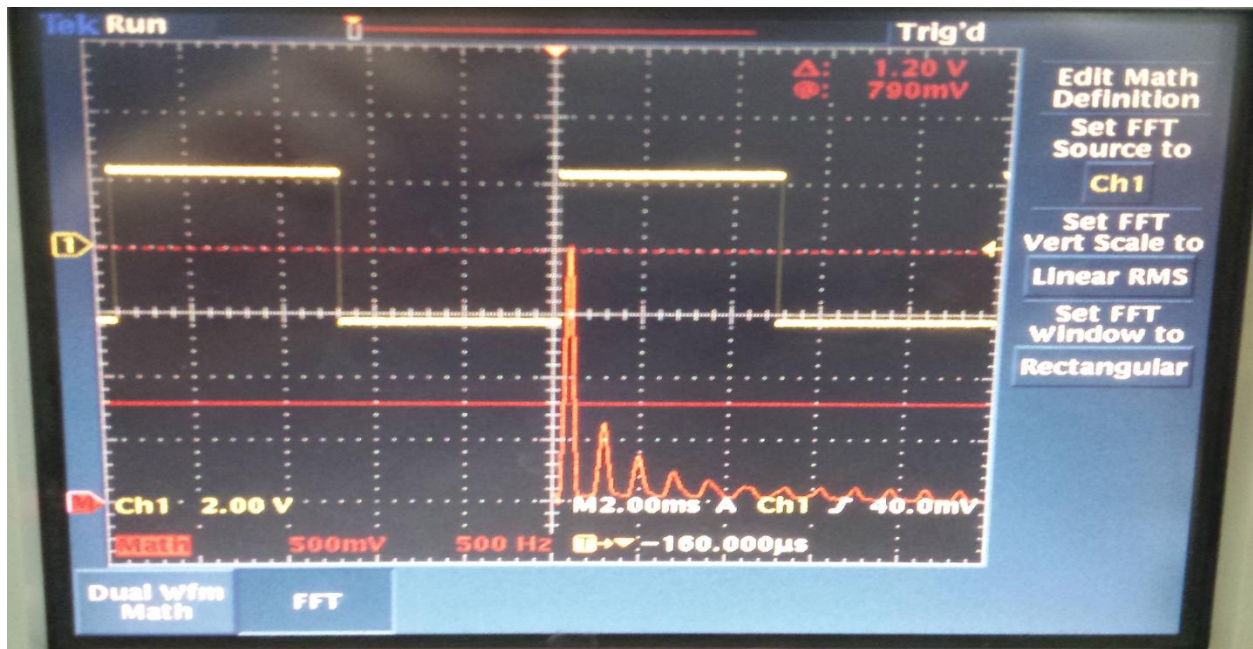 Tek Run
Trig'd
Δ: 1.20 V
@: 790mV
Edit Math
Definition
Set FFT
Source to
Ch1
Set FFT
Vert Scale to
Linear RMS
Set FFT
Window to
Rectangular
1
M
Ch1 2.00 V
M2.00ms A Ch1 ƒ 40.0mV
Math 500mV 500 Hz
T→▼:-160.000µs
Dual Wfm
Math
FFT